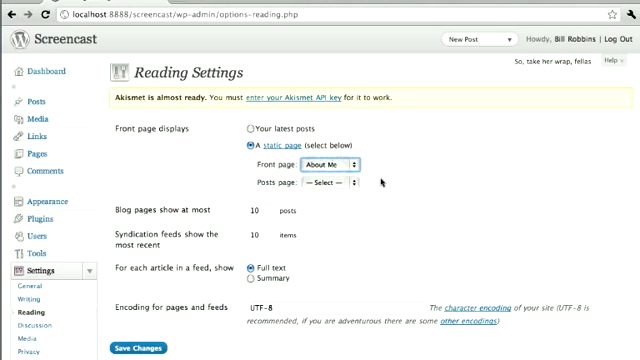 localhost:8888/screencast/wp-admin/options-reading.php
Screencast
New Post
Howdy, Bill Robbins | Log Out
So, take her wrap, fellas
Help
Dashboard
Posts
Media
Links
Pages
Comments
Appearance
Plugins
Users
Tools
Settings
General
Writing
Reading
Discussion
Media
Privacy
Reading Settings
Akismet is almost ready. You must enter your Akismet API key for it to work.
Front page displays
Your latest posts
A static page (select below)
Front page: About Me
Posts page: — Select —
Blog pages show at most
10 posts
Syndication feeds show the
most recent
10 items
For each article in a feed, show
Full text
Summary
Encoding for pages and feeds
UTF-8
The character encoding of your site (UTF-8 is
recommended, if you are adventurous there are some other encodings)
Save Changes